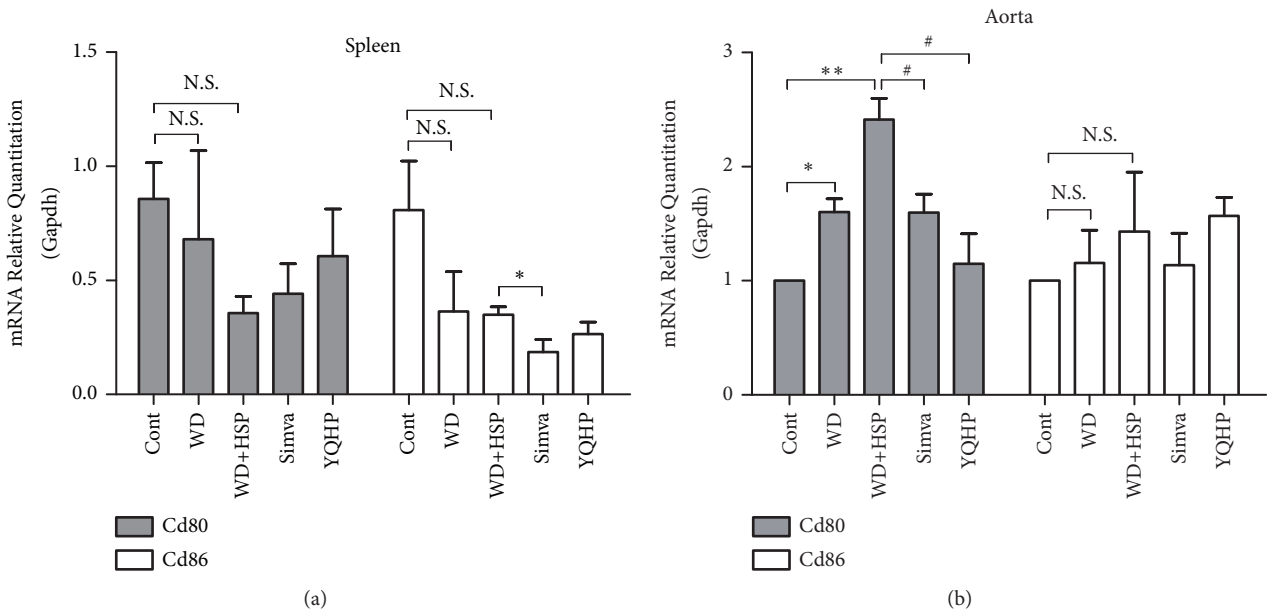 Spleen
mRNA Relative Quantitation
(Gapdh)
1.5
1.0
0.5
0.0
N.S.
N.S.
N.S.
N.S.
*
Cont
WD
WD+HSP
Simva
YQHP
Cont
WD
WD+HSP
Simva
YQHP
Cd80
Cd86
(a)
Aorta
mRNA Relative Quantitation
(Gapdh)
3
2
1
0
#
**
#
*
N.S.
N.S.
Cont
WD
WD+HSP
Simva
YQHP
Cont
WD
WD+HSP
Simva
YQHP
Cd80
Cd86
(b)